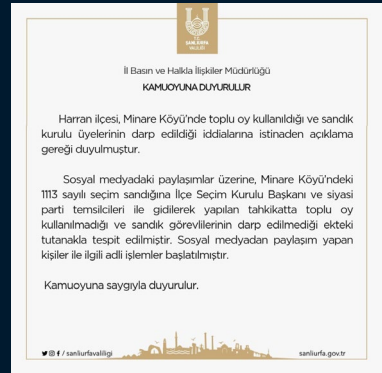 T.C.
ŞANLIURFA
VALİLİĞİ
İl Basın ve Halkla İlişkiler Müdürlüğü
KAMUOYUNA DUYURULUR
Harran ilçesi, Minare Köyü'nde toplu oy kullanıldığı ve sandık
kurulu üyelerinin darp edildiği iddialarına istinaden açıklama
gereği duyulmuştur.
Sosyal medyadaki paylaşımlar üzerine, Minare Köyü'ndeki
1113 sayılı seçim sandığına İlçe Seçim Kurulu Başkanı ve siyasi
parti temsilcileri ile gidilerek yapılan tahkikatta toplu oy
kullanılmadığı ve sandık görevlilerinin darp edilmediği ekteki
tutanakla tespit edilmiştir. Sosyal medyadan paylaşım yapan
kişiler ile ilgili adli işlemler başlatılmıştır.
Kamuoyuna saygıyla duyurulur.
/ sanliurfavaliligi
sanliurfa.gov.tr